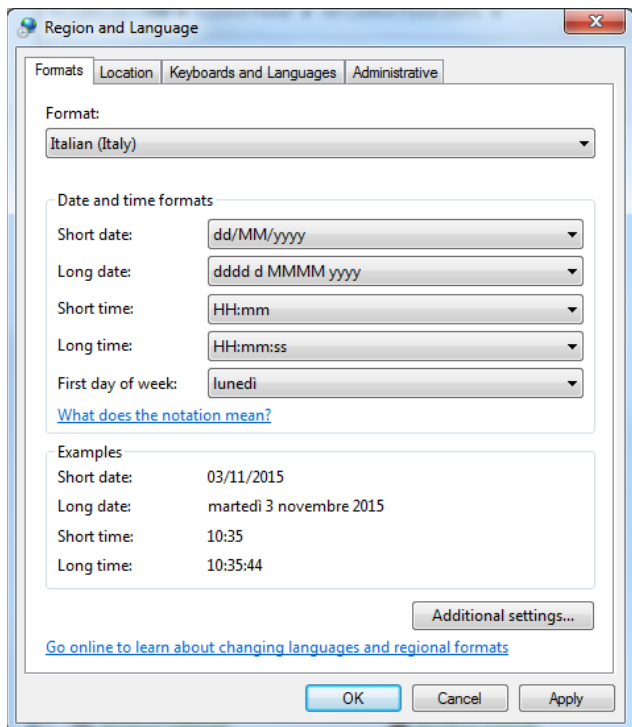 Region and Language
Formats Location Keyboards and Languages Administrative
Format:
Italian (Italy)
Date and time formats
Short date: dd/MM/yyyy
Long date: dddd d MMMM yyyy
Short time: HH:mm
Long time: HH:mm:ss
First day of week: lunedì
What does the notation mean?
Examples
Short date: 03/11/2015
Long date: martedì 3 novembre 2015
Short time: 10:35
Long time: 10:35:44
Additional settings...
Go online to learn about changing languages and regional formats
OK Cancel Apply